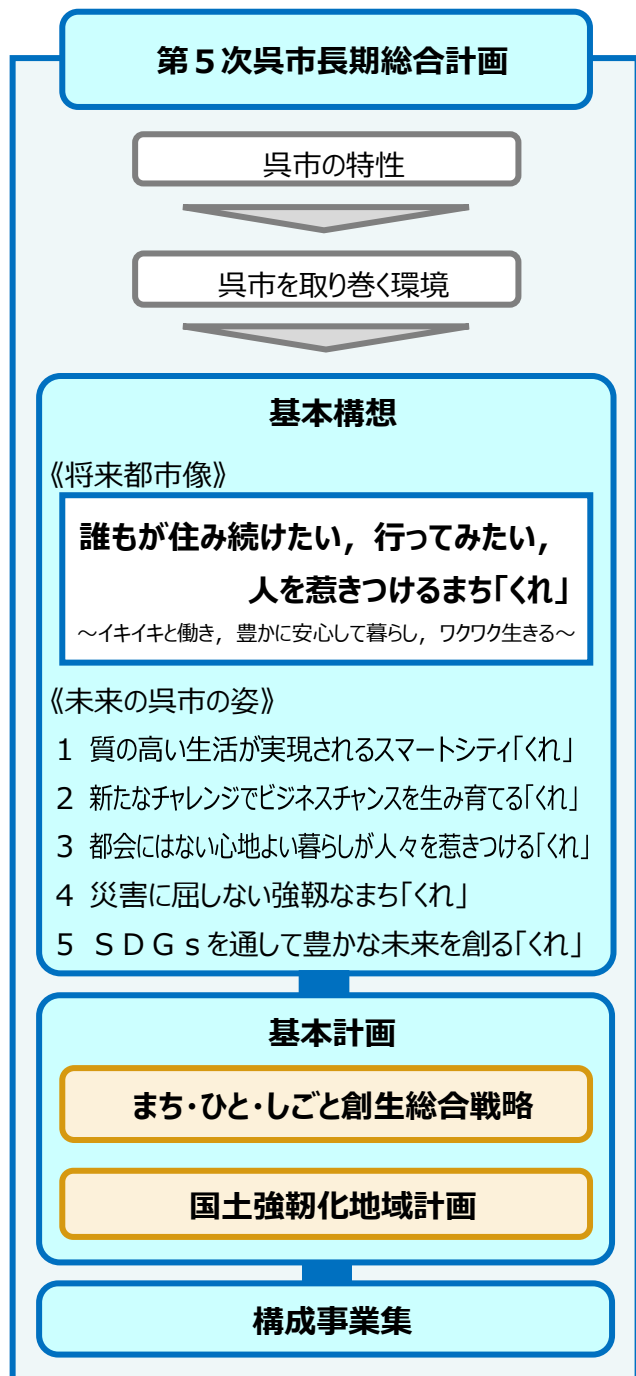 第５次呉市長期総合計画
呉市の特性
呉市を取り巻く環境
基本構想
《将来都市像》
誰もが住み続けたい，行ってみたい，
人を惹きつけるまち「くれ」
～イキイキと働き，豊かに安心して暮らし，ワクワク生きる～
《未来の呉市の姿》
１ 質の高い生活が実現されるスマートシティ「くれ」
２ 新たなチャレンジでビジネスチャンスを生み育てる「くれ」
３ 都会にはない心地よい暮らしが人々を惹きつける「くれ」
４ 災害に屈しない強靱なまち「くれ」
５ ＳＤＧｓを通して豊かな未来を創る「くれ」
基本計画
まち・ひと・しごと創生総合戦略
国土強靱化地域計画
構成事業集